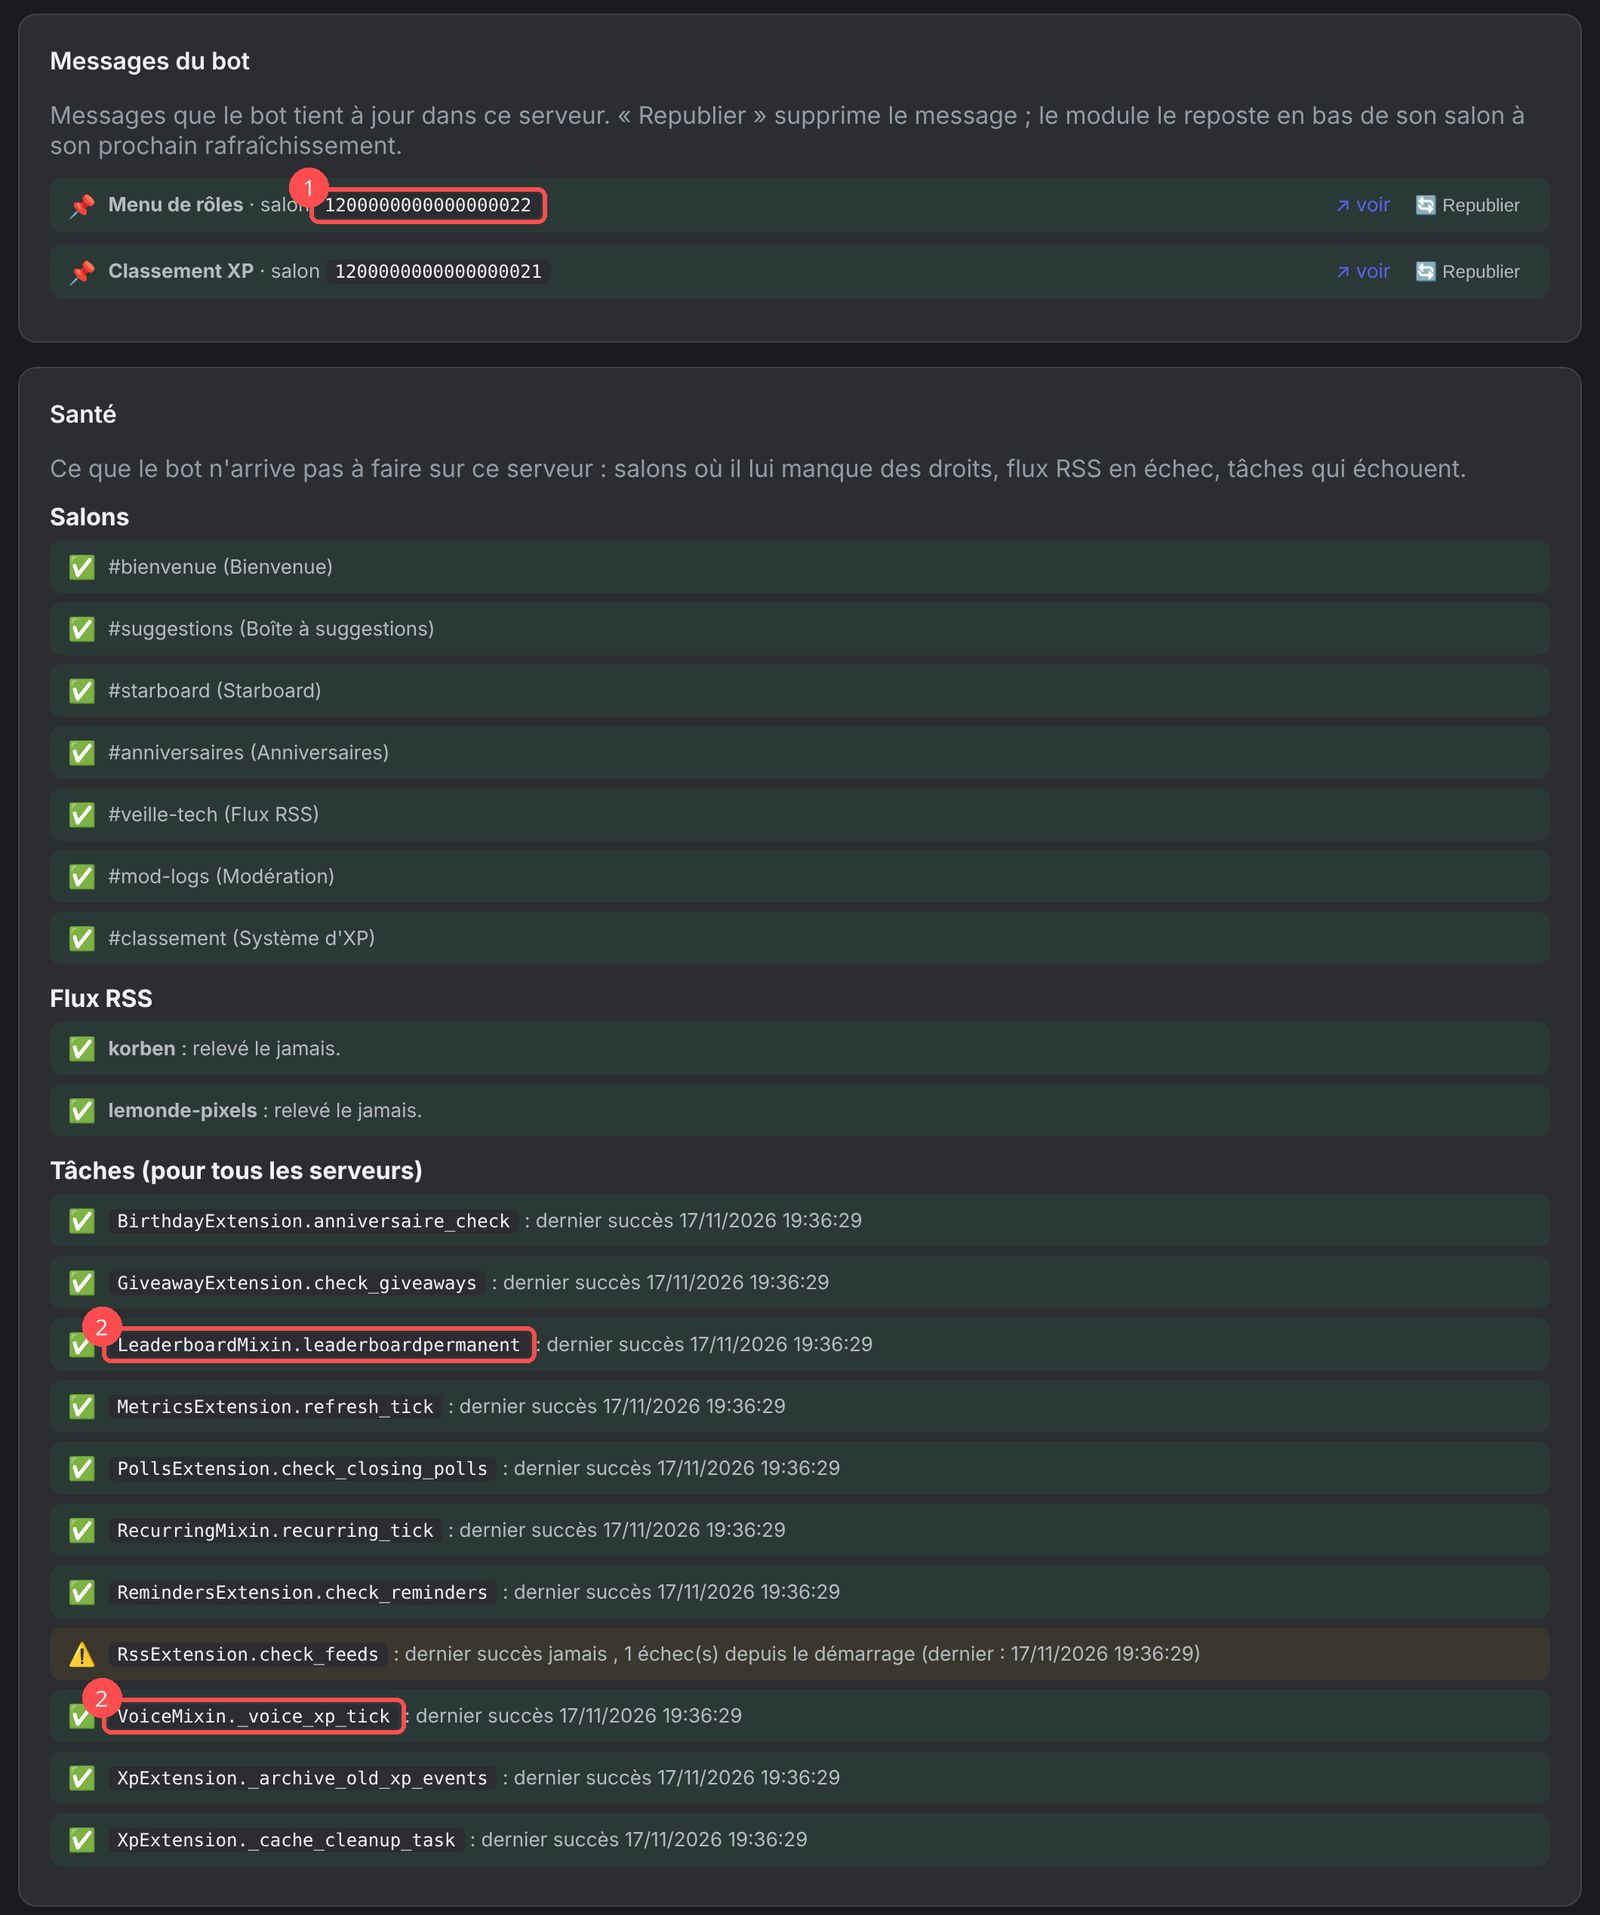 Messages du bot
Messages que le bot tient à jour dans ce serveur. « Republier » supprime le message ; le module le reposte en bas de son salon à
son prochain rafraîchissement.
1
Menu de rôles · salon 1200000000000000022 ↗ voir Republier
Classement XP · salon 1200000000000000021 ↗ voir Republier
Santé
Ce que le bot n'arrive pas à faire sur ce serveur : salons où il lui manque des droits, flux RSS en échec, tâches qui échouent.
Salons
#bienvenue (Bienvenue)
#suggestions (Boîte à suggestions)
#starboard (Starboard)
#anniversaires (Anniversaires)
#veille-tech (Flux RSS)
#mod-logs (Modération)
#classement (Système d'XP)
Flux RSS
korben : relevé le jamais.
lemonde-pixels : relevé le jamais.
Tâches (pour tous les serveurs)
BirthdayExtension.anniversaire_check : dernier succès 17/11/2026 19:36:29
GiveawayExtension.check_giveaways : dernier succès 17/11/2026 19:36:29
2
LeaderboardMixin.leaderboardpermanent : dernier succès 17/11/2026 19:36:29
MetricsExtension.refresh_tick : dernier succès 17/11/2026 19:36:29
PollsExtension.check_closing_polls : dernier succès 17/11/2026 19:36:29
RecurringMixin.recurring_tick : dernier succès 17/11/2026 19:36:29
RemindersExtension.check_reminders : dernier succès 17/11/2026 19:36:29
RssExtension.check_feeds : dernier succès jamais , 1 échec(s) depuis le démarrage (dernier : 17/11/2026 19:36:29)
2
VoiceMixin._voice_xp_tick : dernier succès 17/11/2026 19:36:29
XpExtension._archive_old_xp_events : dernier succès 17/11/2026 19:36:29
XpExtension._cache_cleanup_task : dernier succès 17/11/2026 19:36:29